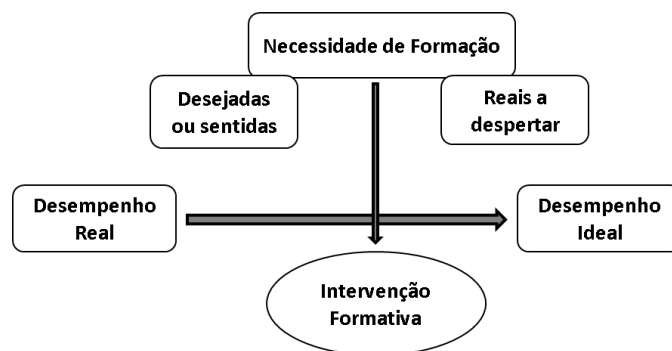 Necessidade de Formação
Desejadas
ou sentidas
Reais a
despertar
Desempenho
Real
Desempenho
Ideal
Intervenção
Formativa